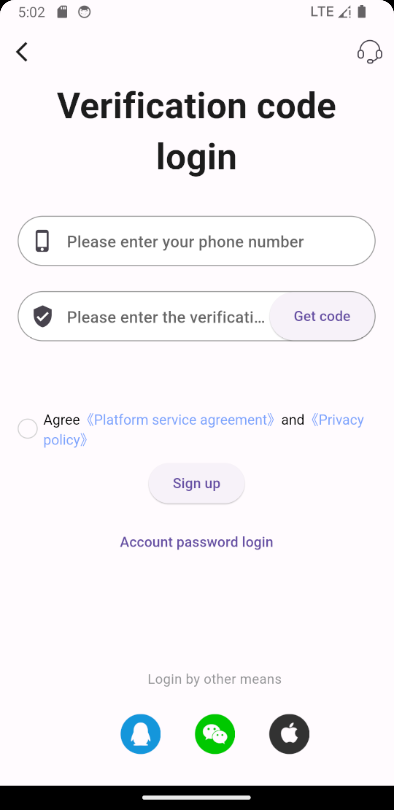 5:02
LTE
Verification code
login
Please enter your phone number
Please enter the verificati...
Get code
Agree《Platform service agreement》and《Privacy
policy》
Sign up
Account password login
Login by other means